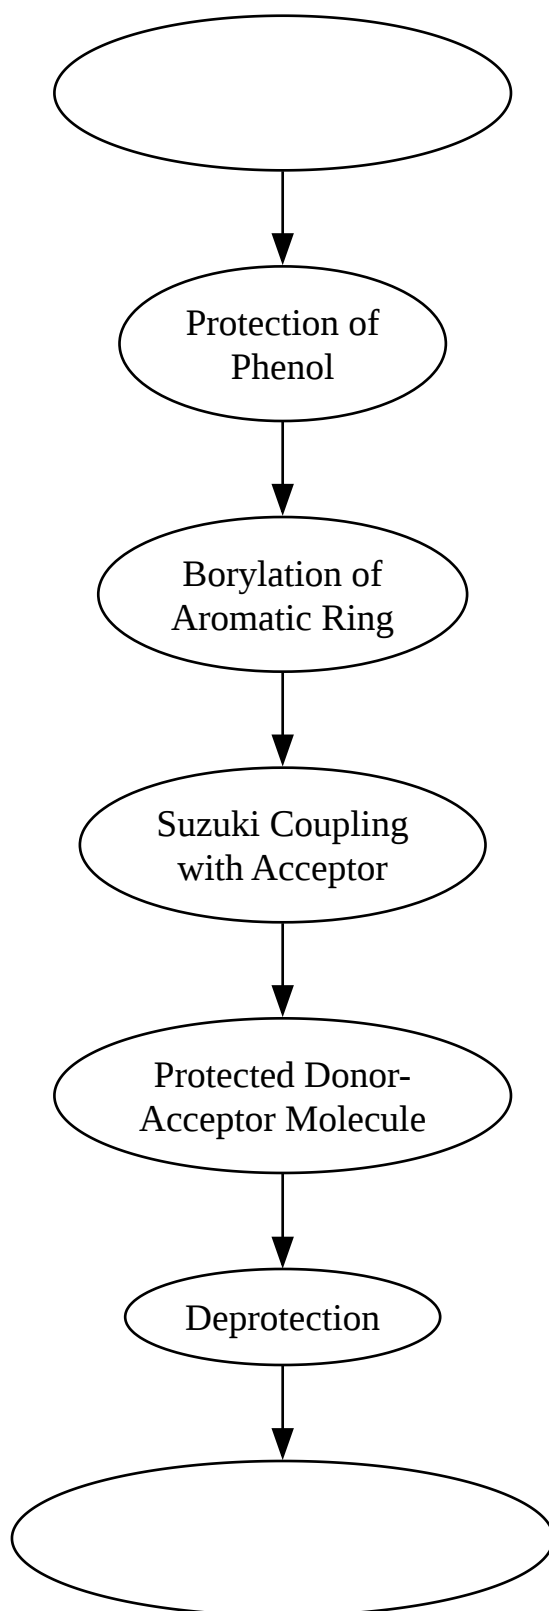 Protection of
Phenol
Borylation of
Aromatic Ring
Suzuki Coupling
with Acceptor
Protected Donor-
Acceptor Molecule
Deprotection